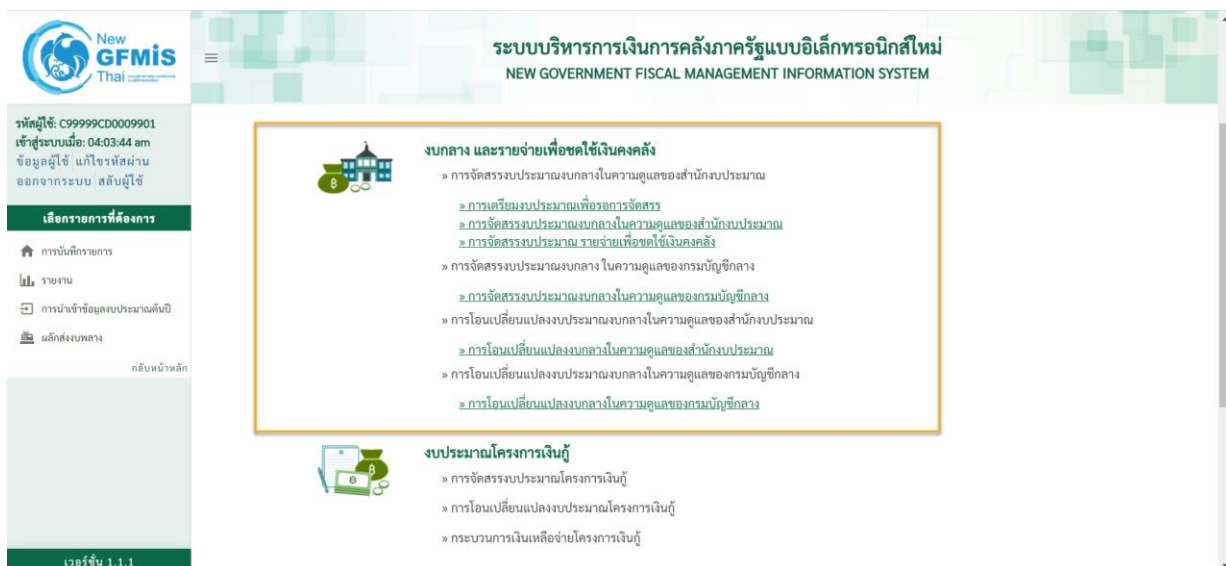 New
GFMiS
Thai
ระบบบริหารการเงินการคลังภาครัฐแบบอิเล็กทรอนิกส์ใหม่
NEW GOVERNMENT FISCAL MANAGEMENT INFORMATION SYSTEM
รหัสผู้ใช้: C99999CD0009901
เข้าสู่ระบบเมื่อ: 04:03:44 am
ข้อมูลผู้ใช้ แก้ไขรหัสผ่าน
ออกจากระบบ สลับผู้ใช้
เลือกรายการที่ต้องการ
การบันทึกรายการ
รายงาน
การนำเข้าข้อมูลงบประมาณต้นปี
ผลักส่งงบพลาง
กลับหน้าหลัก
เวอร์ชั่น 1.1.1
งบกลาง และรายจ่ายเพื่อชดใช้เงินคงคลัง
» การจัดสรรงบประมาณงบกลางในความดูแลของสำนักงบประมาณ
» การเตรียมงบประมาณเพื่อรอการจัดสรร
» การจัดสรรงบประมาณงบกลางในความดูแลของสำนักงบประมาณ
» การจัดสรรงบประมาณ รายจ่ายเพื่อชดใช้เงินคงคลัง
» การจัดสรรงบประมาณงบกลาง ในความดูแลของกรมบัญชีกลาง
» การจัดสรรงบประมาณงบกลางในความดูแลของกรมบัญชีกลาง
» การโอนเปลี่ยนแปลงงบประมาณงบกลางในความดูแลของสำนักงบประมาณ
» การโอนเปลี่ยนแปลงงบกลางในความดูแลของสำนักงบประมาณ
» การโอนเปลี่ยนแปลงงบประมาณงบกลางในความดูแลของกรมบัญชีกลาง
» การโอนเปลี่ยนแปลงงบกลางในความดูแลของกรมบัญชีกลาง
งบประมาณโครงการเงินกู้
» การจัดสรรงบประมาณโครงการเงินกู้
» การโอนเปลี่ยนแปลงงบประมาณโครงการเงินกู้
» กระบวนการเงินเหลือจ่ายโครงการเงินกู้